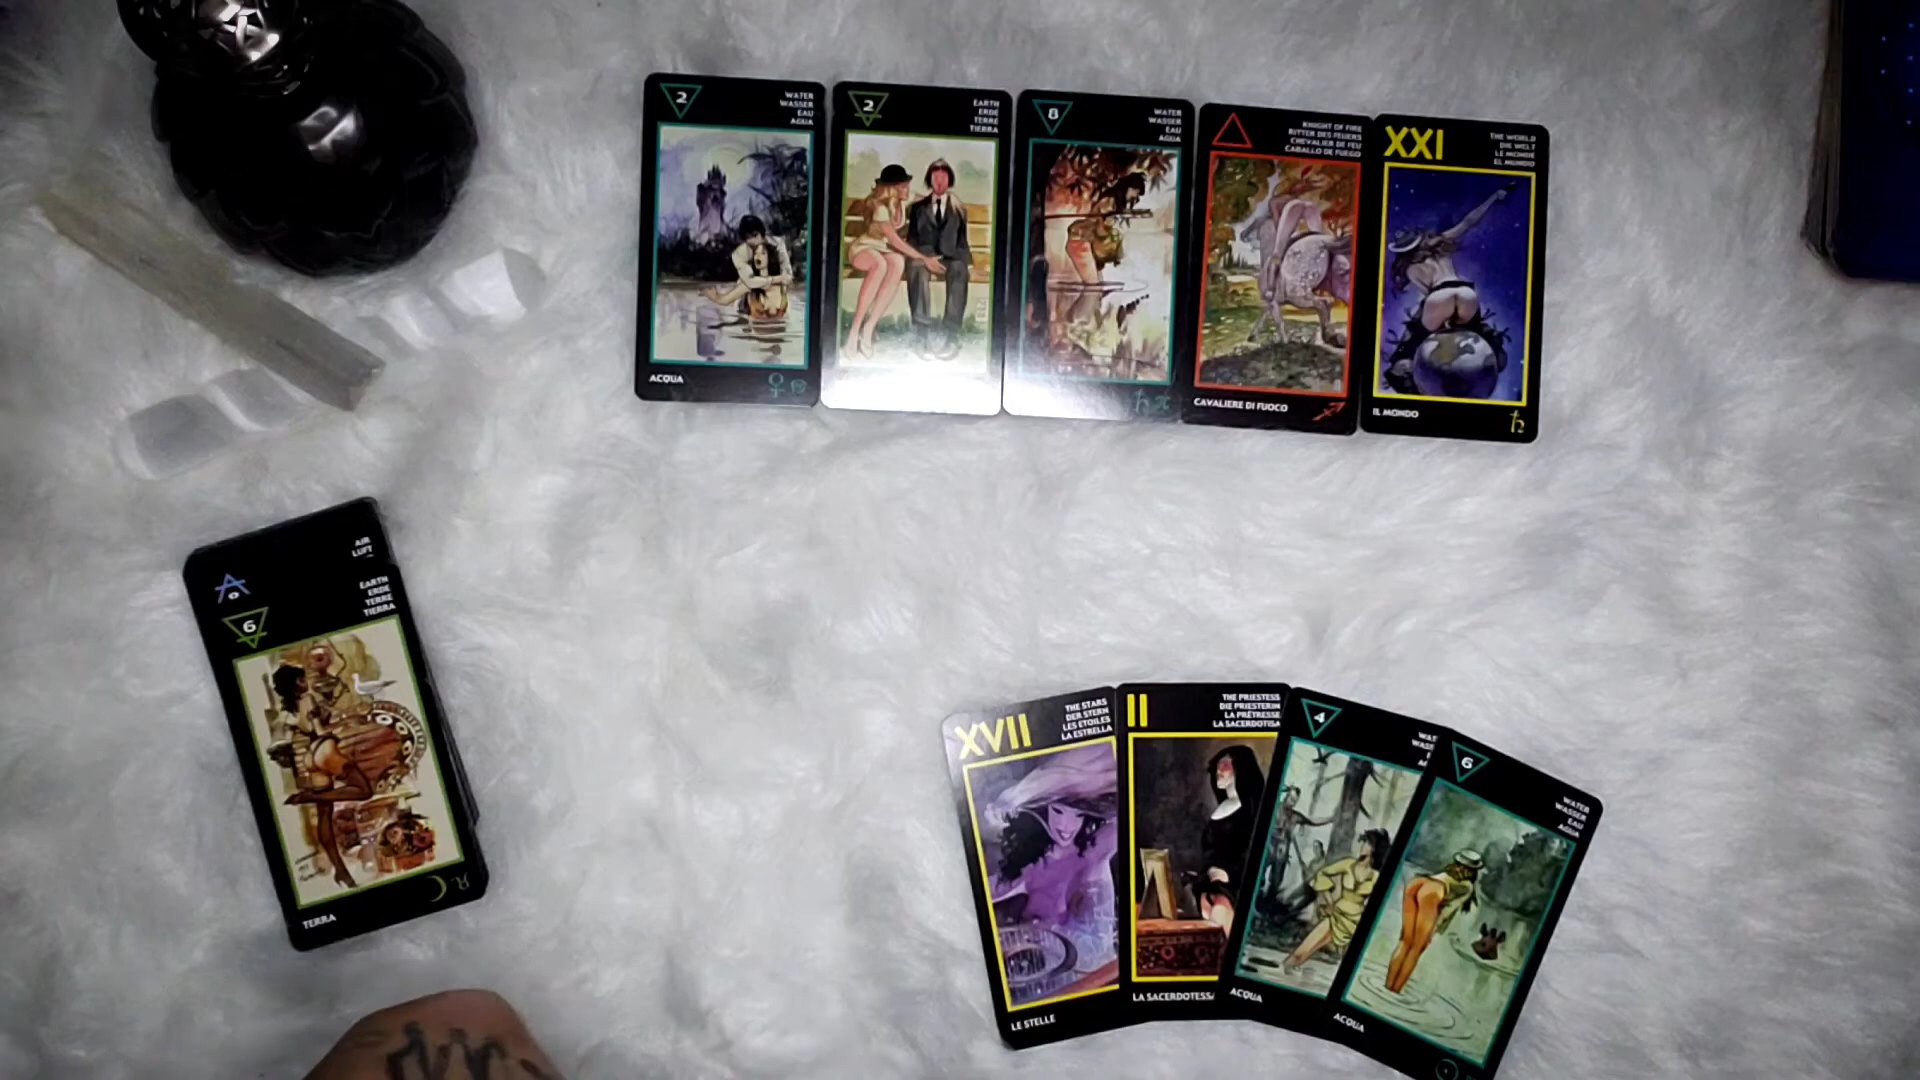 2
WATER
WASSER
EAU
AGUA
ACQUA
2
EARTH
ERDE
TERRE
TIERRA
8
WATER
WASSER
EAU
AGUA
KNIGHT OF FIRE
RITTER DES FEUERS
CHEVALIER DE FEU
CABALLO DE FUEGO
CAVALIERE DI FUOCO
XXI
THE WORLD
DIE WELT
LE MONDE
EL MUNDO
IL MONDO
AIR
LUFT
6
EARTH
ERDE
TERRE
TIERRA
TERRA
XVII
THE STARS
DER STERN
LES ETOILES
LA ESTRELLA
LE STELLE
II
THE PRIESTESS
DIE PRIESTERIN
LA PRÊTRESSE
LA SACERDOTISA
LA SACERDOTESSA
4
ACQUA
6
WATER
WASSER
EAU
AGUA
ACQUA